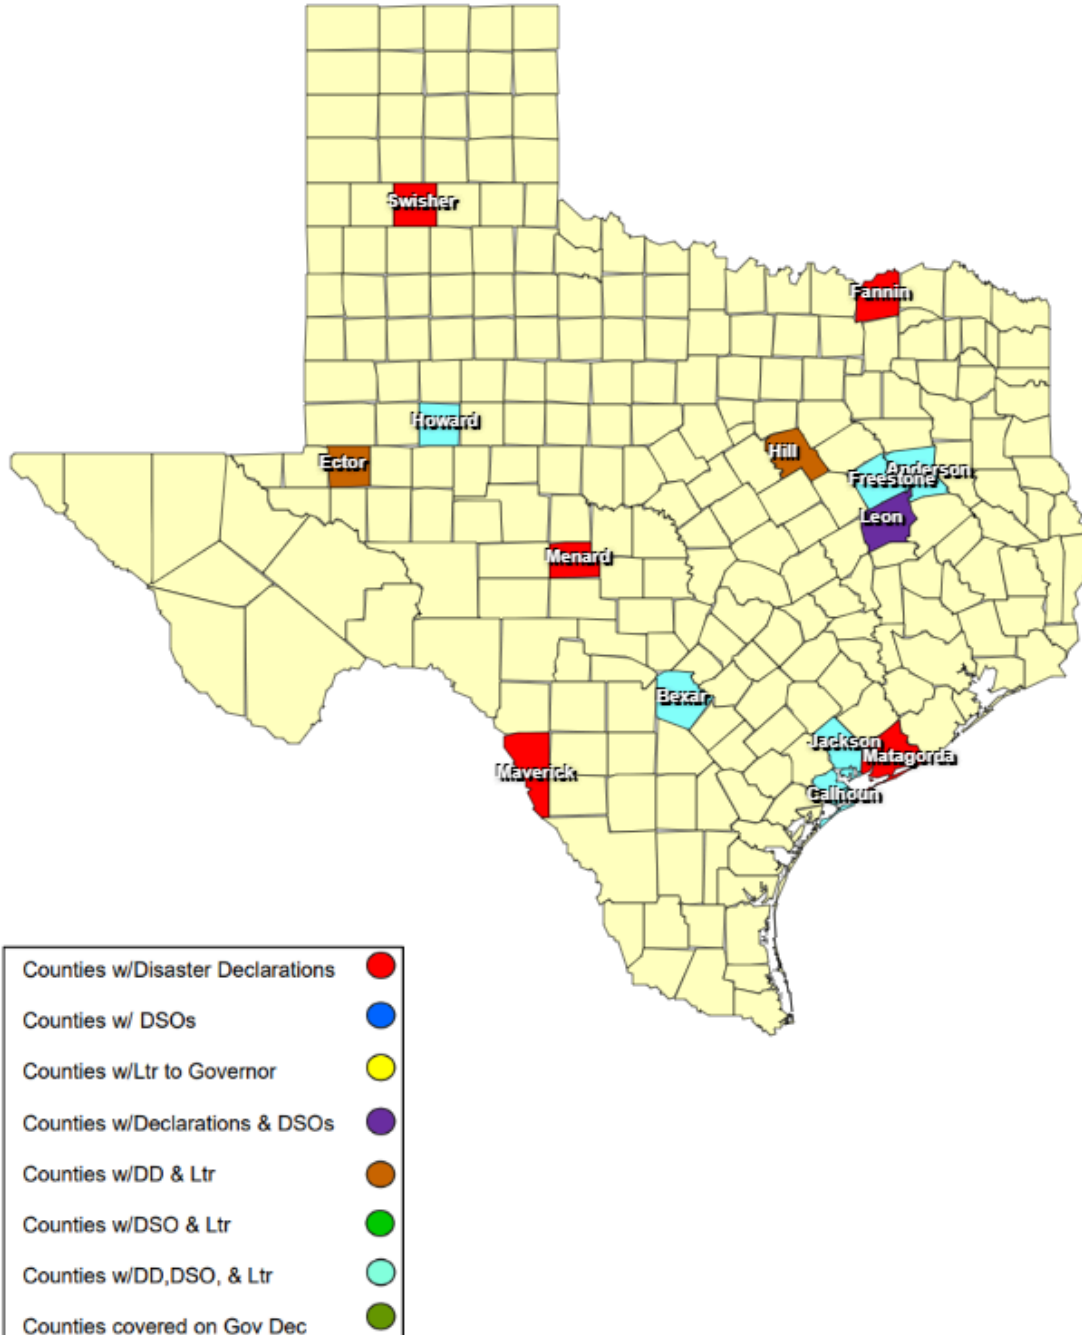 Swisher
Fannin
Howard
Hill
Ector
Anderson
Freestone
Leon
Menard
Bexar
Jackson
Matagorda
Maverick
Calhoun
Counties w/Disaster Declarations
Counties w/ DSOs
Counties w/Ltr to Governor
Counties w/Declarations & DSOs
Counties w/DD & Ltr
Counties w/DSO & Ltr
Counties w/DD,DSO, & Ltr
Counties covered on Gov Dec